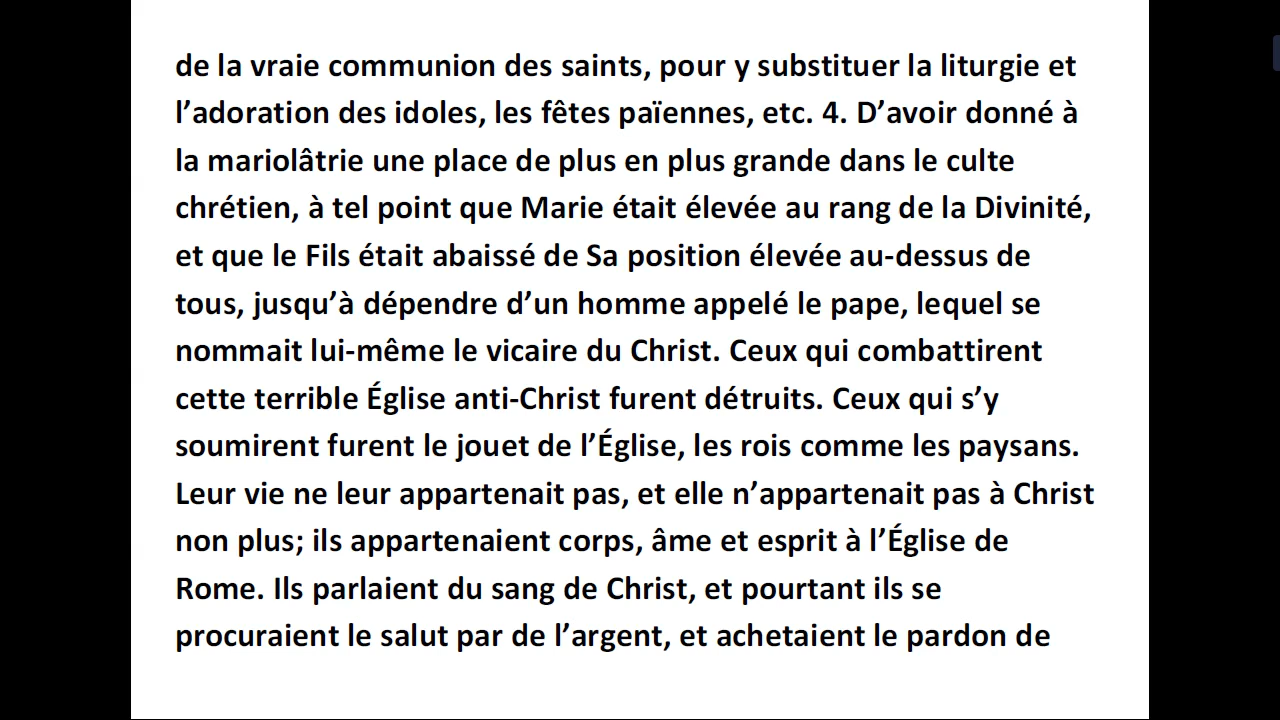 de la vraie communion des saints, pour y substituer la liturgie et
l’adoration des idoles, les fêtes païennes, etc. 4. D’avoir donné à
la mariolâtrie une place de plus en plus grande dans le culte
chrétien, à tel point que Marie était élevée au rang de la Divinité,
et que le Fils était abaissé de Sa position élevée au-dessus de
tous, jusqu’à dépendre d’un homme appelé le pape, lequel se
nommait lui-même le vicaire du Christ. Ceux qui combattirent
cette terrible Église anti-Christ furent détruits. Ceux qui s’y
soumirent furent le jouet de l’Église, les rois comme les paysans.
Leur vie ne leur appartenait pas, et elle n’appartenait pas à Christ
non plus; ils appartenaient corps, âme et esprit à l’Église de
Rome. Ils parlaient du sang de Christ, et pourtant ils se
procuraient le salut par de l’argent, et achetaient le pardon de